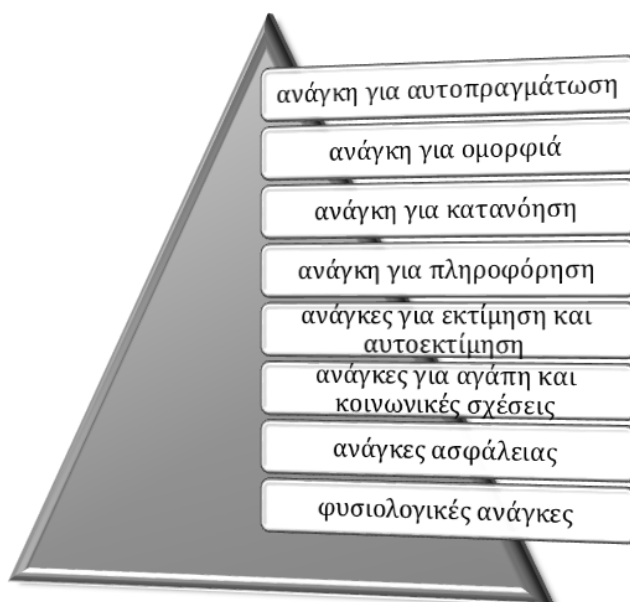 ανάγκη για αυτοπραγμάτωση
ανάγκη για ομορφιά
ανάγκη για κατανόηση
ανάγκη για πληροφόρηση
ανάγκες για εκτίμηση και
αυτοεκτίμηση
ανάγκες για αγάπη και
κοινωνικές σχέσεις
ανάγκες ασφάλειας
φυσιολογικές ανάγκες